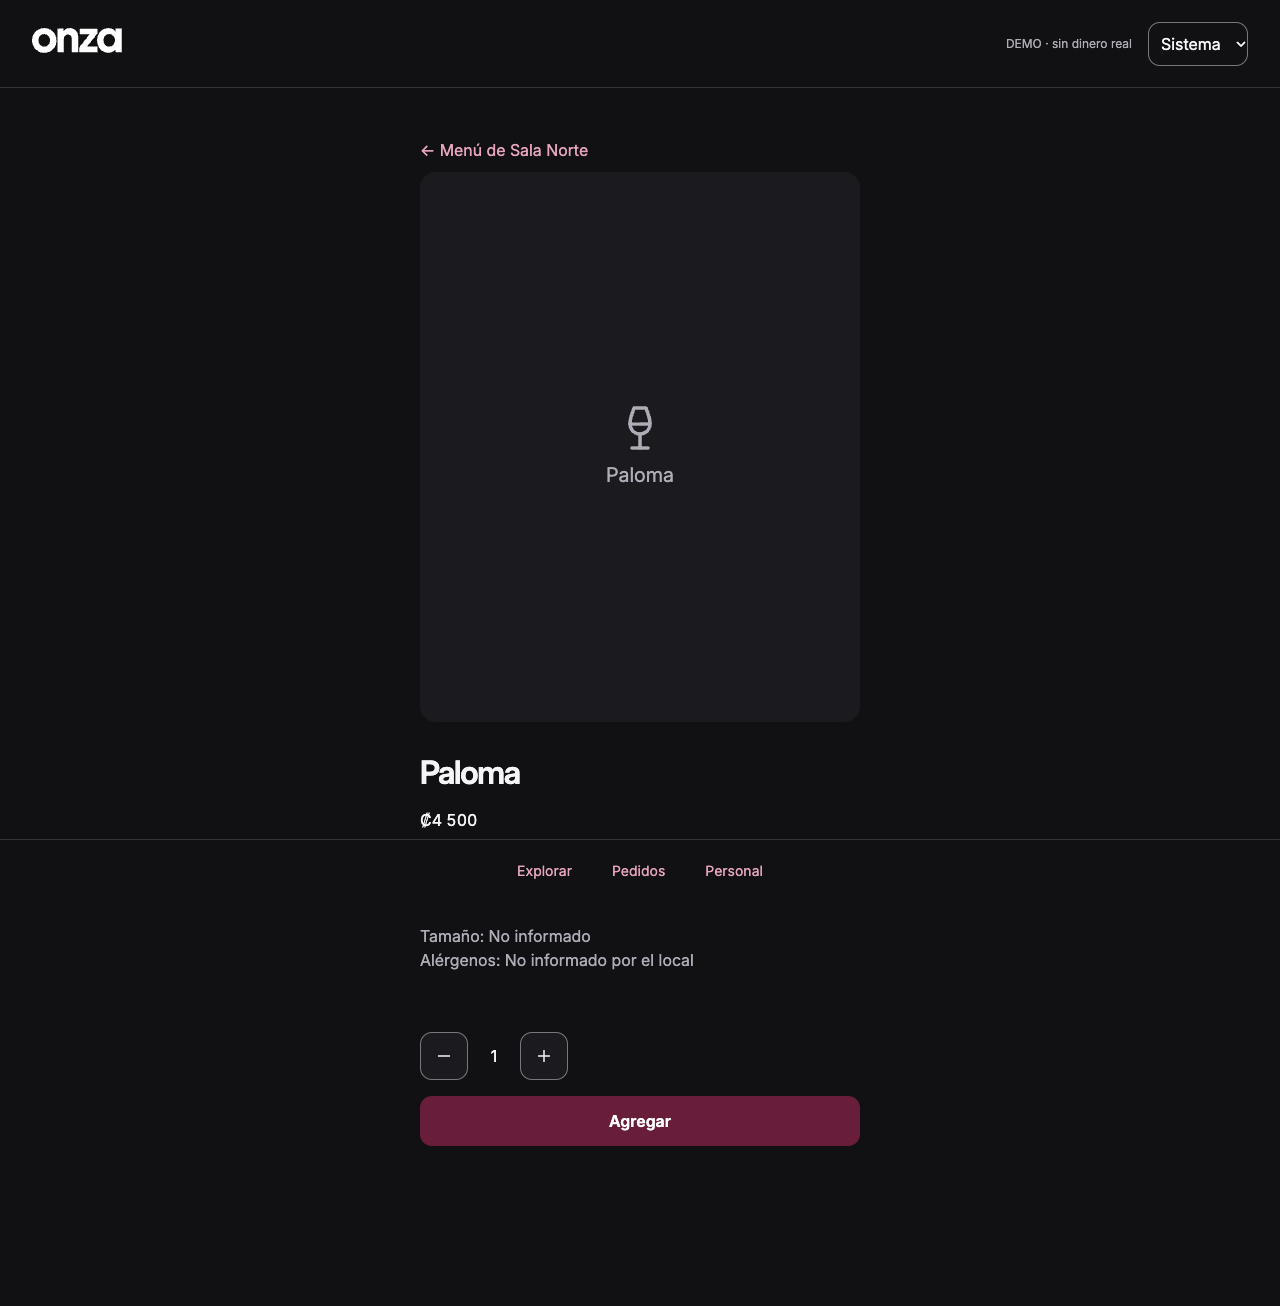 onza
DEMO · sin dinero real
Sistema
← Menú de Sala Norte
Paloma
Paloma
₡4 500
Explorar
Pedidos
Personal
Tamaño: No informado
Alérgenos: No informado por el local
− 1 +
Agregar